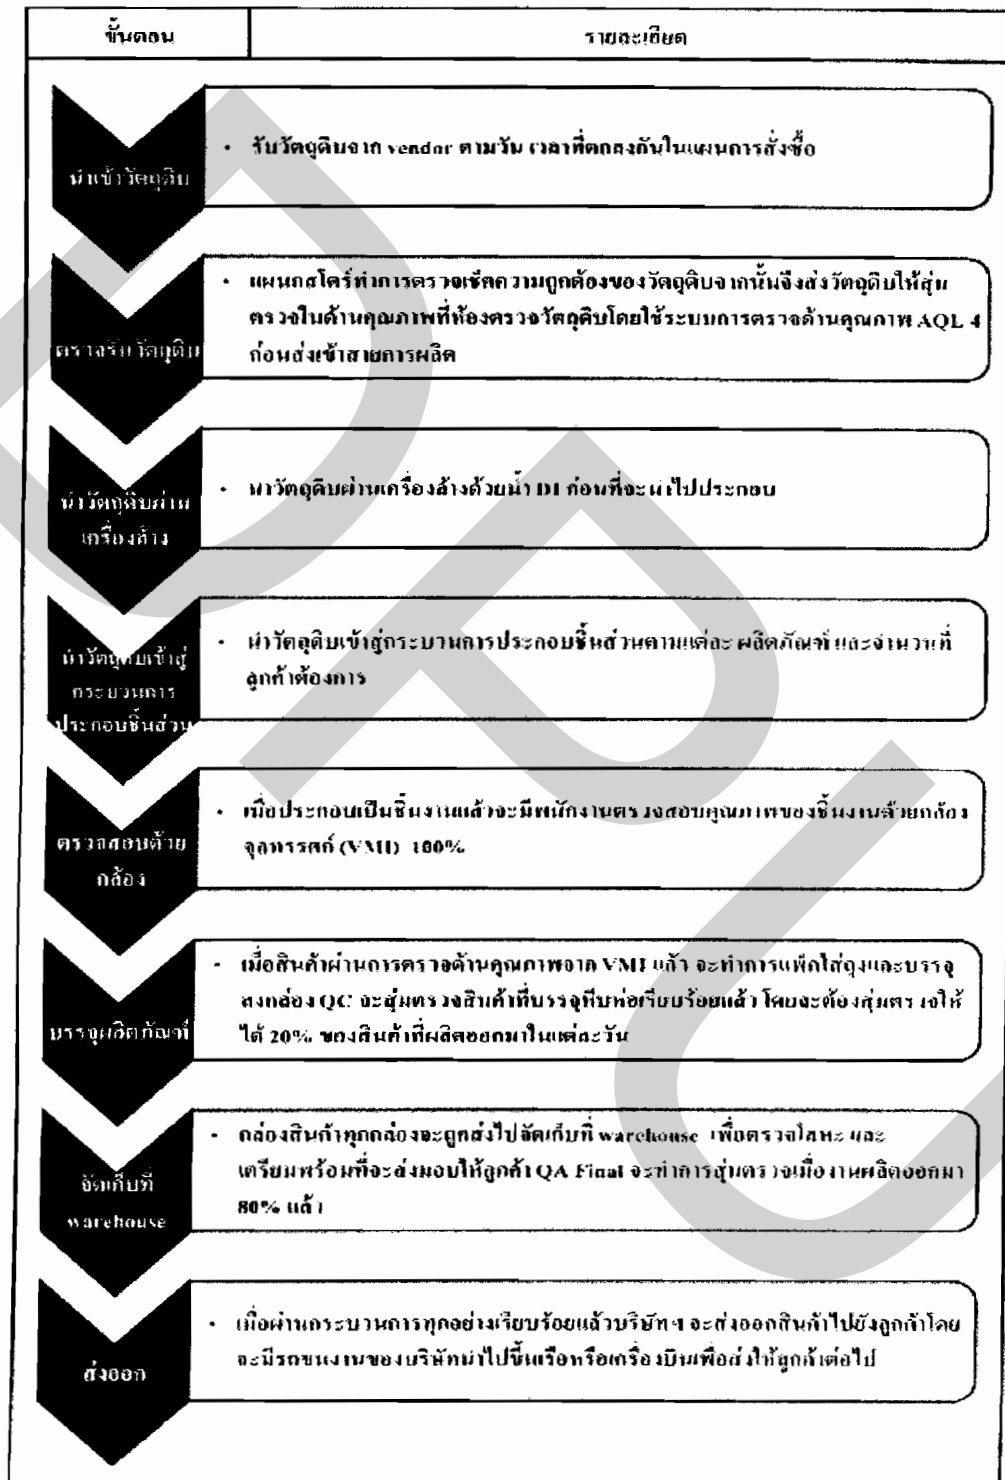 ขั้นตอน
รายละเอียด
นำเข้าวัตถุดิบ
• รับวัตถุดิบจาก vendor ตามวัน เวลาที่ตกลงกันในแผนการสั่งซื้อ
ตรวจรับวัตถุดิบ
• แผนกสโตร์ทำการตรวจเช็คความถูกต้องของวัตถุดิบจากนั้นจึงส่งวัตถุดิบให้สุ่ม
ตรวจในด้านคุณภาพที่ห้องตรวจวัตถุดิบโดยใช้ระบบการตรวจด้านคุณภาพ AQL 4
ก่อนส่งเข้าสายการผลิต
นำวัตถุดิบผ่าน
เครื่องล้าง
• นำวัตถุดิบผ่านเครื่องล้างด้วยน้ำ DI ก่อนที่จะนำไปประกอบ
นำวัตถุดิบเข้าสู่
กระบวนการ
ประกอบชิ้นส่วน
• นำวัตถุดิบเข้าสู่กระบวนการประกอบชิ้นส่วนตามแต่ละ ผลิตภัณฑ์ และจำนวนที่
ลูกค้าต้องการ
ตรวจสอบด้วย
กล้อง
• เมื่อประกอบเป็นชิ้นงานแล้วจะมีพนักงานตรวจสอบคุณภาพของชิ้นงานด้วยกล้อง
จุลทรรศน์ (VMI) 100%
บรรจุผลิตภัณฑ์
• เมื่อสินค้าผ่านการตรวจด้านคุณภาพจาก VMI แล้ว จะทำการแพ็กใส่ถุงและบรรจุ
ลงกล่อง QC จะสุ่มตรวจสินค้าที่บรรจุหีบห่อเรียบร้อยแล้ว โดยจะต้องสุ่มตรวจให้
ได้ 20% ของสินค้าที่ผลิตออกมาในแต่ละวัน
จัดเก็บที่
warehouse
• กล่องสินค้าทุกกล่องจะถูกส่งไปจัดเก็บที่ warehouse เพื่อตรวจโลหะ และ
เตรียมพร้อมที่จะส่งมอบให้ลูกค้า QA Final จะทำการสุ่มตรวจเมื่องานผลิตออกมา
80% แล้ว
ส่งออก
• เมื่อผ่านกระบวนการทุกอย่างเรียบร้อยแล้วบริษัทฯ จะส่งออกสินค้าไปยังลูกค้าโดย
จะมีรถขนงานของบริษัทนำไปขึ้นเรือหรือเครื่องบินเพื่อส่งให้ลูกค้าต่อไป
DPU